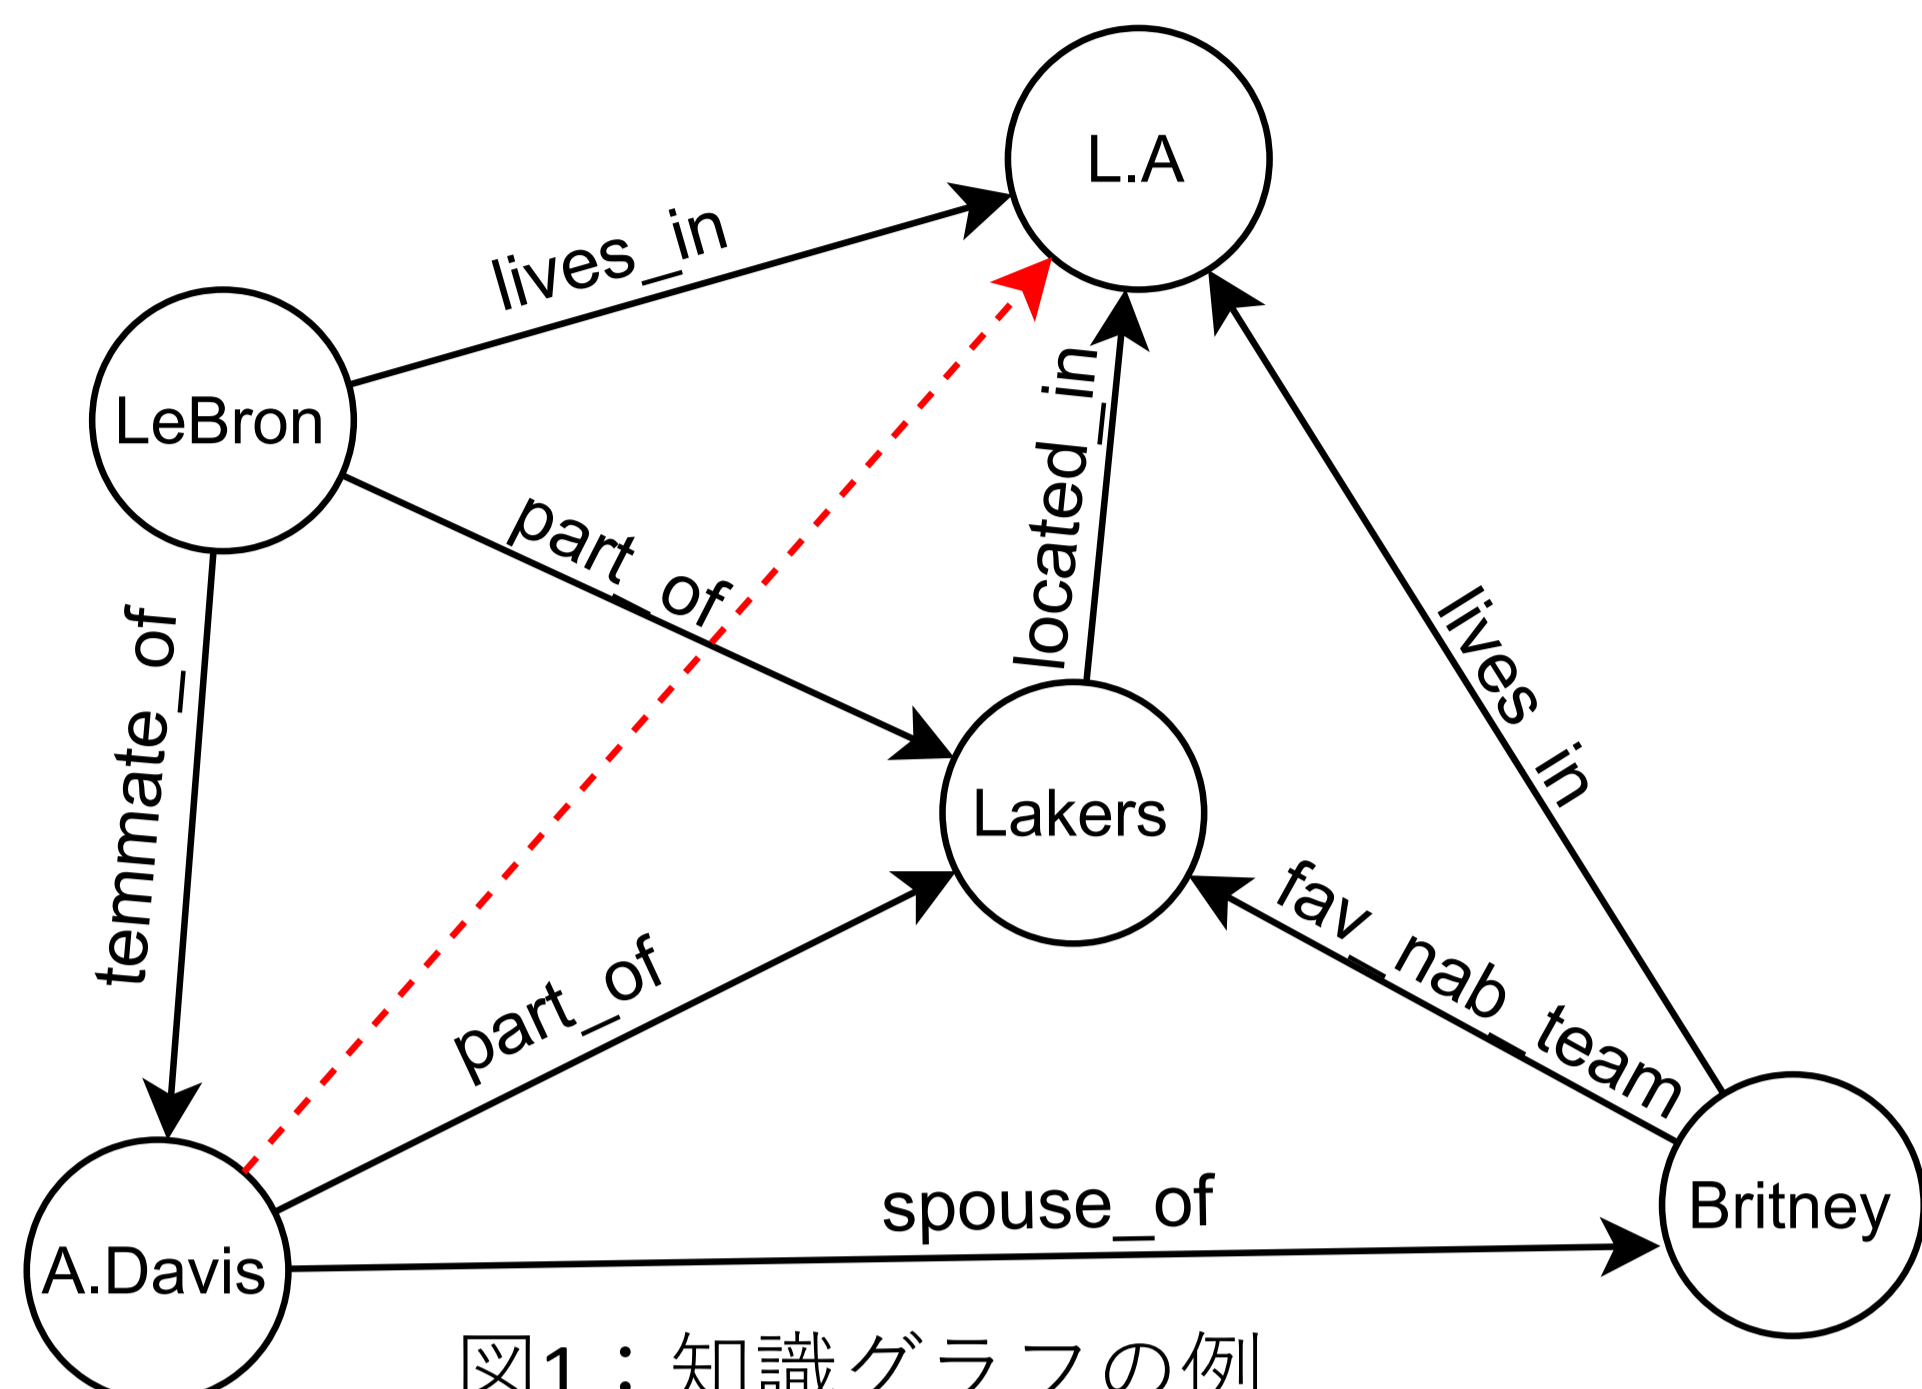 L.A
lives_in
LeBron
part_of
located_in
temmate_of
lives_in
Lakers
fav_nab_team
part_of
spouse_of
Britney
A.Davis
図1：知識グラフの例